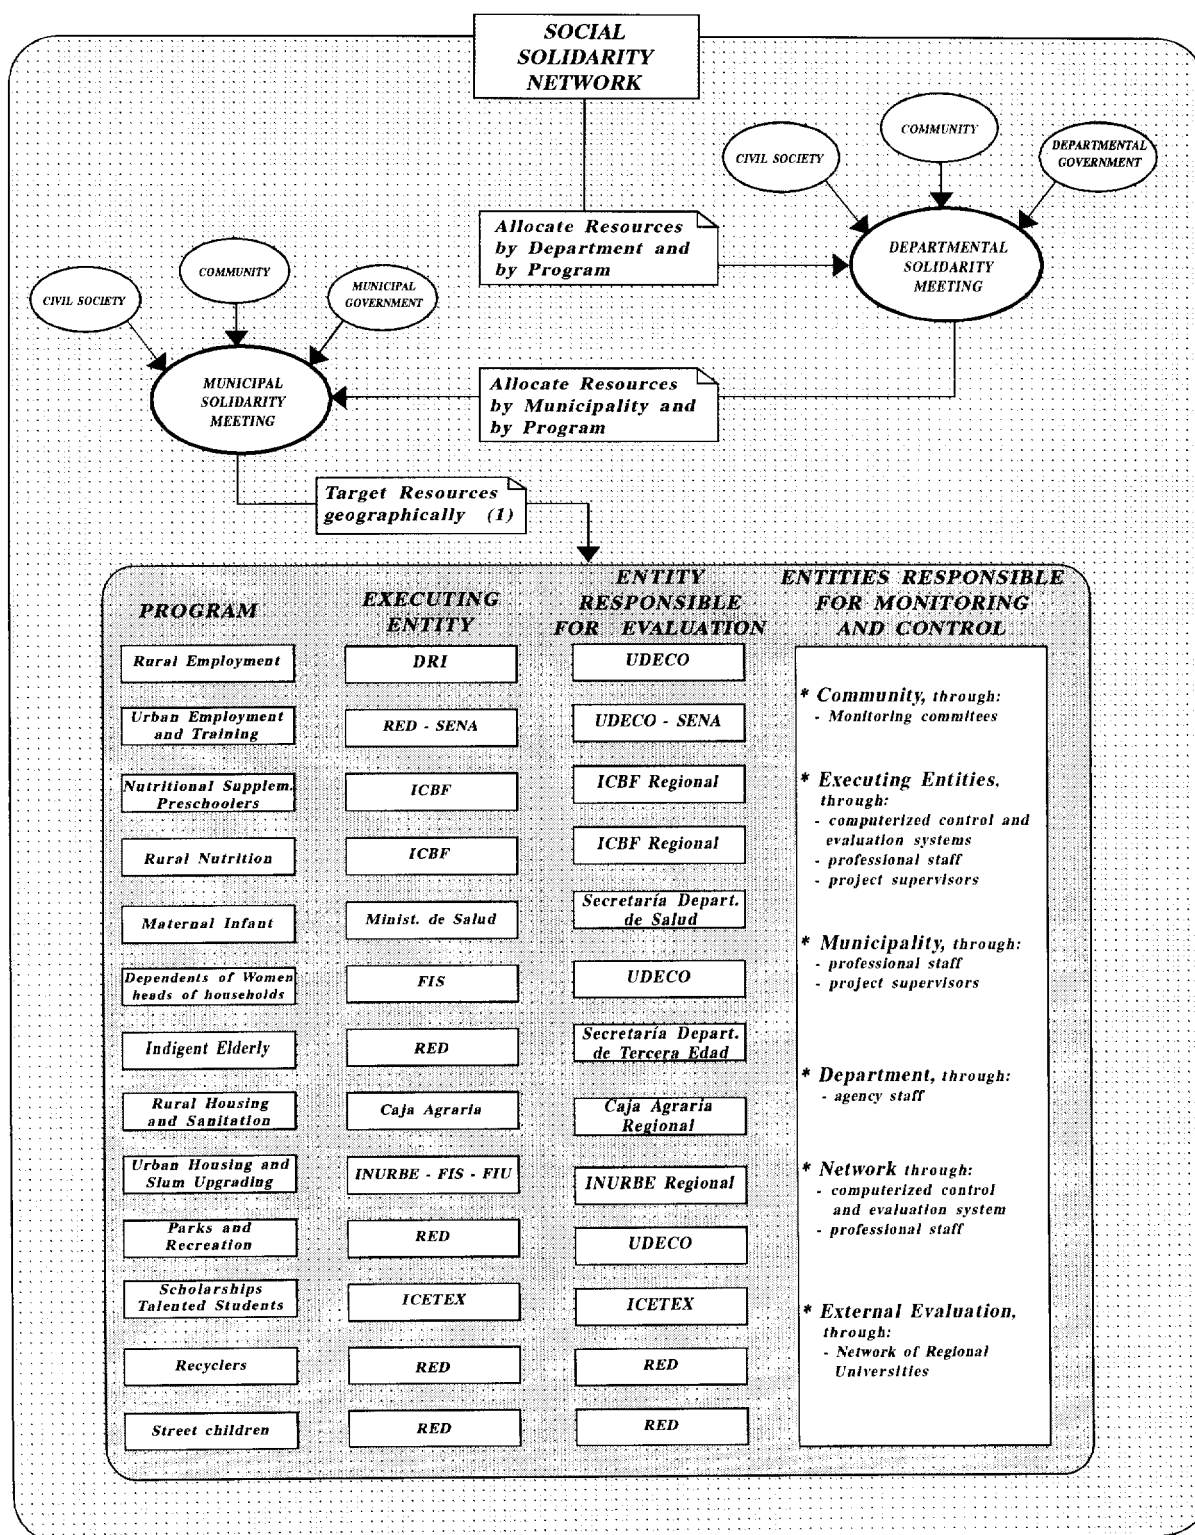 SOCIAL
SOLIDARITY
NETWORK
COMMUNITY
CIVIL SOCIETY
DEPARTMENTAL
GOVERNMENT
Allocate Resources
by Department and
by Program
DEPARTMENTAL
SOLIDARITY
MEETING
COMMUNITY
CIVIL SOCIETY
MUNICIPAL
GOVERNMENT
MUNICIPAL
SOLIDARITY
MEETING
Allocate Resources
by Municipality and
by Program
Target Resources
geographically (1)
PROGRAM
EXECUTING
ENTITY
ENTITY
RESPONSIBLE
FOR EVALUATION
ENTITIES RESPONSIBLE
FOR MONITORING
AND CONTROL
Rural Employment
DRI
UDECO
Urban Employment
and Training
RED - SENA
UDECO - SENA
Nutritional Supplem.
Preschoolers
ICBF
ICBF Regional
Rural Nutrition
ICBF
ICBF Regional
Maternal Infant
Minist. de Salud
Secretaría Depart.
de Salud
Dependents of Women
heads of households
FIS
UDECO
Indigent Elderly
RED
Secretaría Depart.
de Tercera Edad
Rural Housing
and Sanitation
Caja Agraria
Caja Agraria
Regional
Urban Housing and
Slum Upgrading
INURBE - FIS - FIU
INURBE Regional
Parks and
Recreation
RED
UDECO
Scholarships
Talented Students
ICETEX
ICETEX
Recyclers
RED
RED
Street children
RED
RED
* Community, through:
- Monitoring commitees
* Executing Entities,
through:
- computerized control and
evaluation systems
- professional staff
- project supervisors
* Municipality, through:
- professional staff
- project supervisors
* Department, through:
- agency staff
* Network through:
- computerized control
and evaluation system
- professional staff
* External Evaluation,
through:
- Network of Regional
Universities